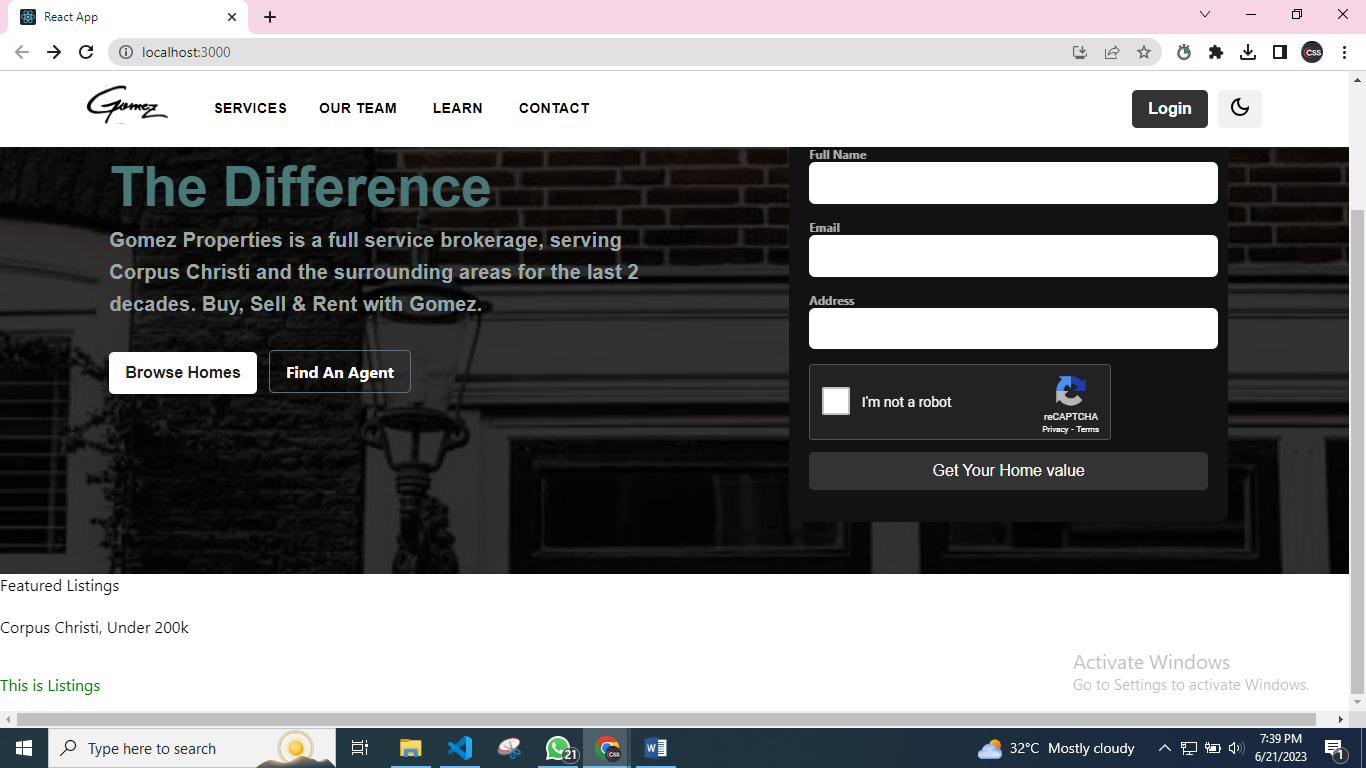 React App
localhost:3000
CSS
Gomez
SERVICES
OUR TEAM
LEARN
CONTACT
Login
The Difference
Gomez Properties is a full service brokerage, serving
Corpus Christi and the surrounding areas for the last 2
decades. Buy, Sell & Rent with Gomez.
Browse Homes
Find An Agent
Full Name
Email
Address
I'm not a robot
reCAPTCHA
Privacy - Terms
Get Your Home value
Featured Listings
Corpus Christi, Under 200k
This is Listings
Activate Windows
Go to Settings to activate Windows.
Type here to search
21
CSS
32°C Mostly cloudy
7:39 PM
6/21/2023
1